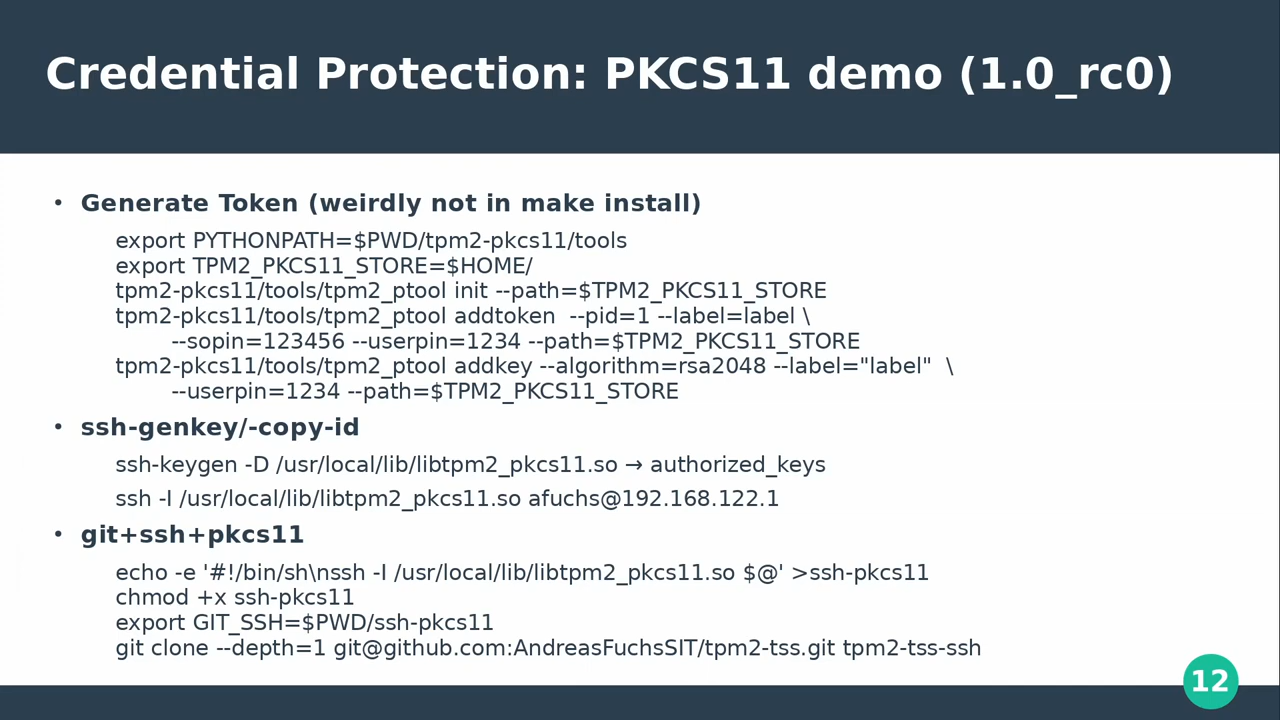 Credential Protection: PKCS11 demo (1.0_rc0)
• Generate Token (weirdly not in make install)
export PYTHONPATH=$PWD/tpm2-pkcs11/tools
export TPM2_PKCS11_STORE=$HOME/
tpm2-pkcs11/tools/tpm2_ptool init --path=$TPM2_PKCS11_STORE
tpm2-pkcs11/tools/tpm2_ptool addtoken  --pid=1 --label=label \
--sopin=123456 --userpin=1234 --path=$TPM2_PKCS11_STORE
tpm2-pkcs11/tools/tpm2_ptool addkey --algorithm=rsa2048 --label="label"  \
--userpin=1234 --path=$TPM2_PKCS11_STORE
• ssh-genkey/-copy-id
ssh-keygen -D /usr/local/lib/libtpm2_pkcs11.so → authorized_keys
ssh -I /usr/local/lib/libtpm2_pkcs11.so afuchs@192.168.122.1
• git+ssh+pkcs11
echo -e '#!/bin/sh\nssh -I /usr/local/lib/libtpm2_pkcs11.so $@' >ssh-pkcs11
chmod +x ssh-pkcs11
export GIT_SSH=$PWD/ssh-pkcs11
git clone --depth=1 git@github.com:AndreasFuchsSIT/tpm2-tss.git tpm2-tss-ssh
12